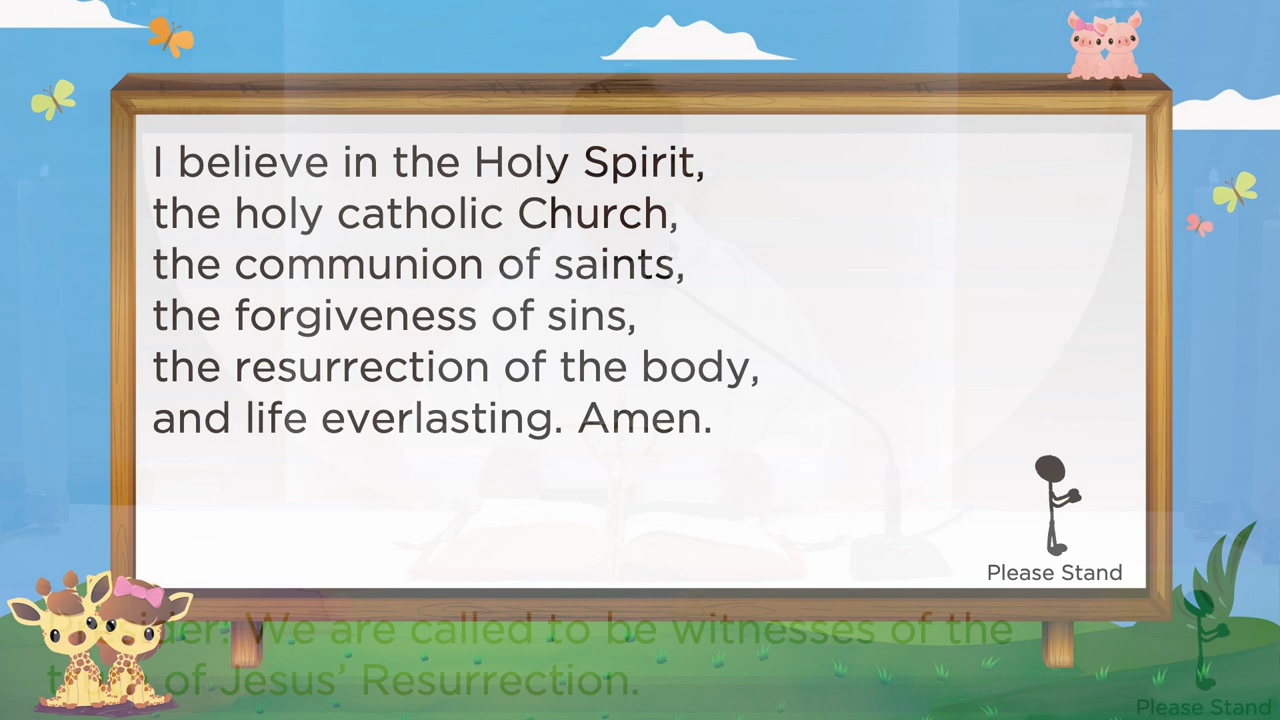 I believe in the Holy Spirit,
the holy catholic Church,
the communion of saints,
the forgiveness of sins,
the resurrection of the body,
and life everlasting. Amen.
Please Stand
We are called to be witnesses of the
of Jesus’ Resurrection.
Please Stand